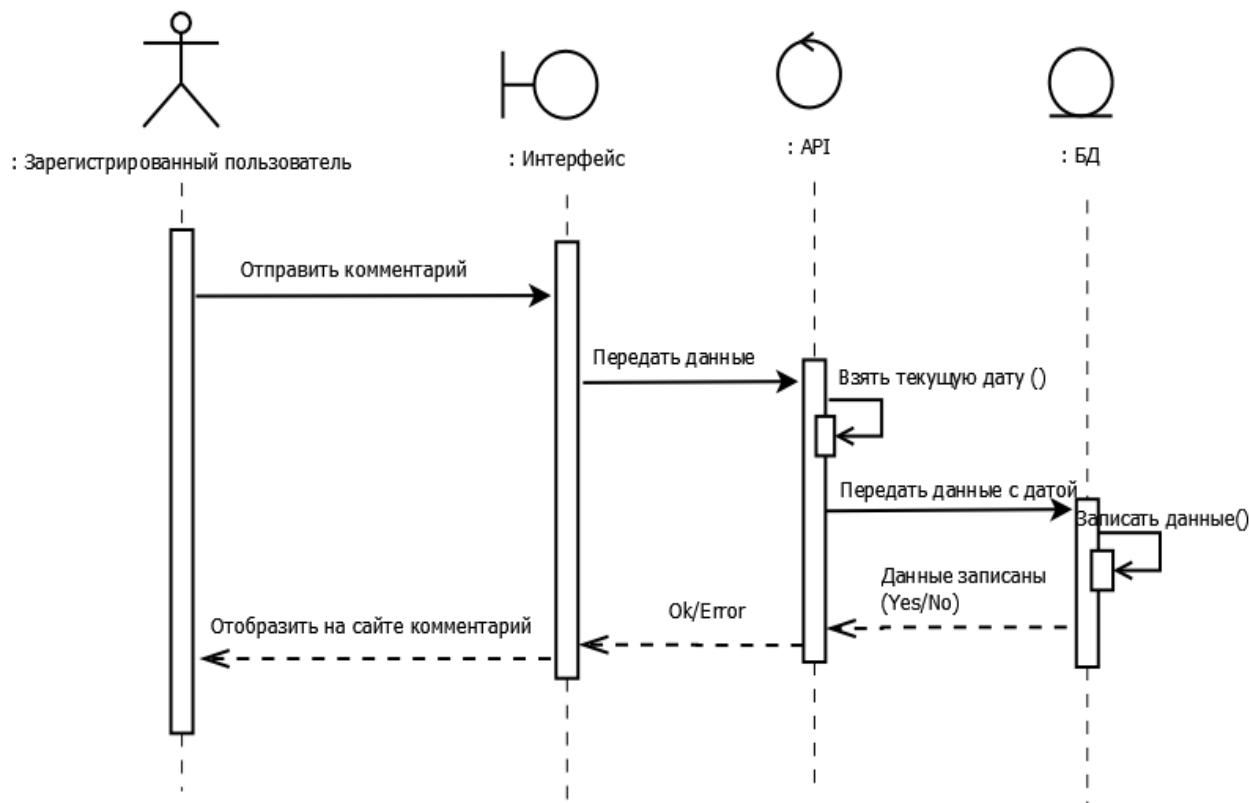 : Зарегистрированный пользователь
: Интерфейс
: API
: БД
Отправить комментарий
Передать данные
Взять текущую дату ()
Передать данные с датой
Записать данные()
Данные записаны
(Yes/No)
Ok/Error
Отобразить на сайте комментарий